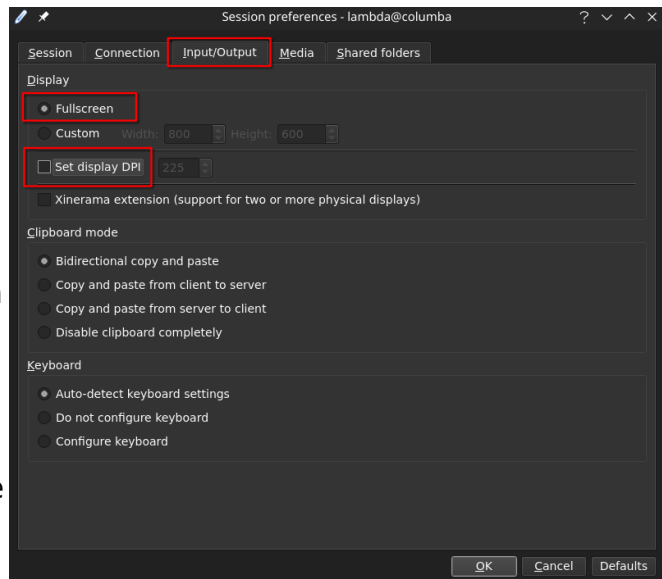 Session preferences - lambda@columba
Session Connection Input/Output Media Shared folders
Display
Fullscreen
Custom Width: 800 Height: 600
Set display DPI 225
Xinerama extension (support for two or more physical displays)
Clipboard mode
Bidirectional copy and paste
Copy and paste from client to server
Copy and paste from server to client
Disable clipboard completely
Keyboard
Auto-detect keyboard settings
Do not configure keyboard
Configure keyboard
e
OK Cancel Defaults